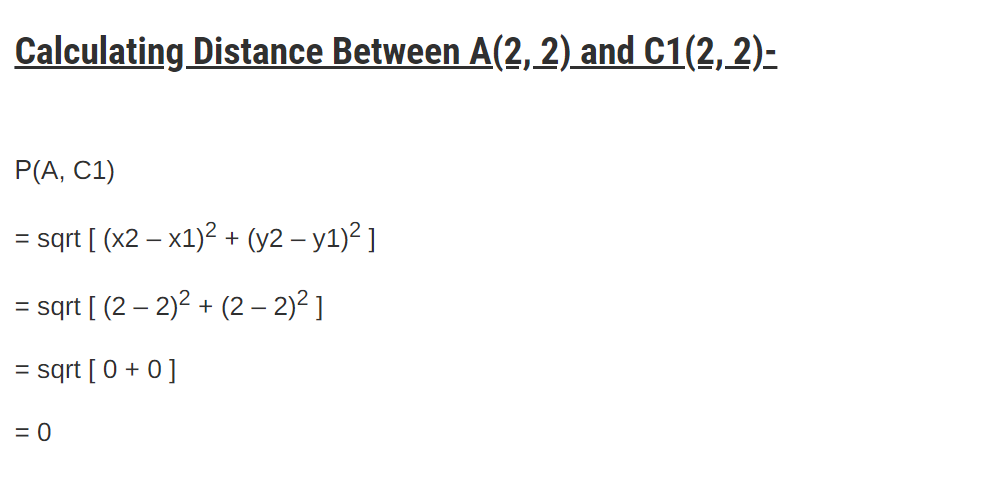 Calculating Distance Between A(2, 2) and C1(2, 2)-
Ρ(A, C1)
= sqrt [ (x2 – x1)² + (y2 – y1)² ]
= sqrt [ (2 – 2)² + (2 – 2)² ]
= sqrt [ 0 + 0 ]
= 0